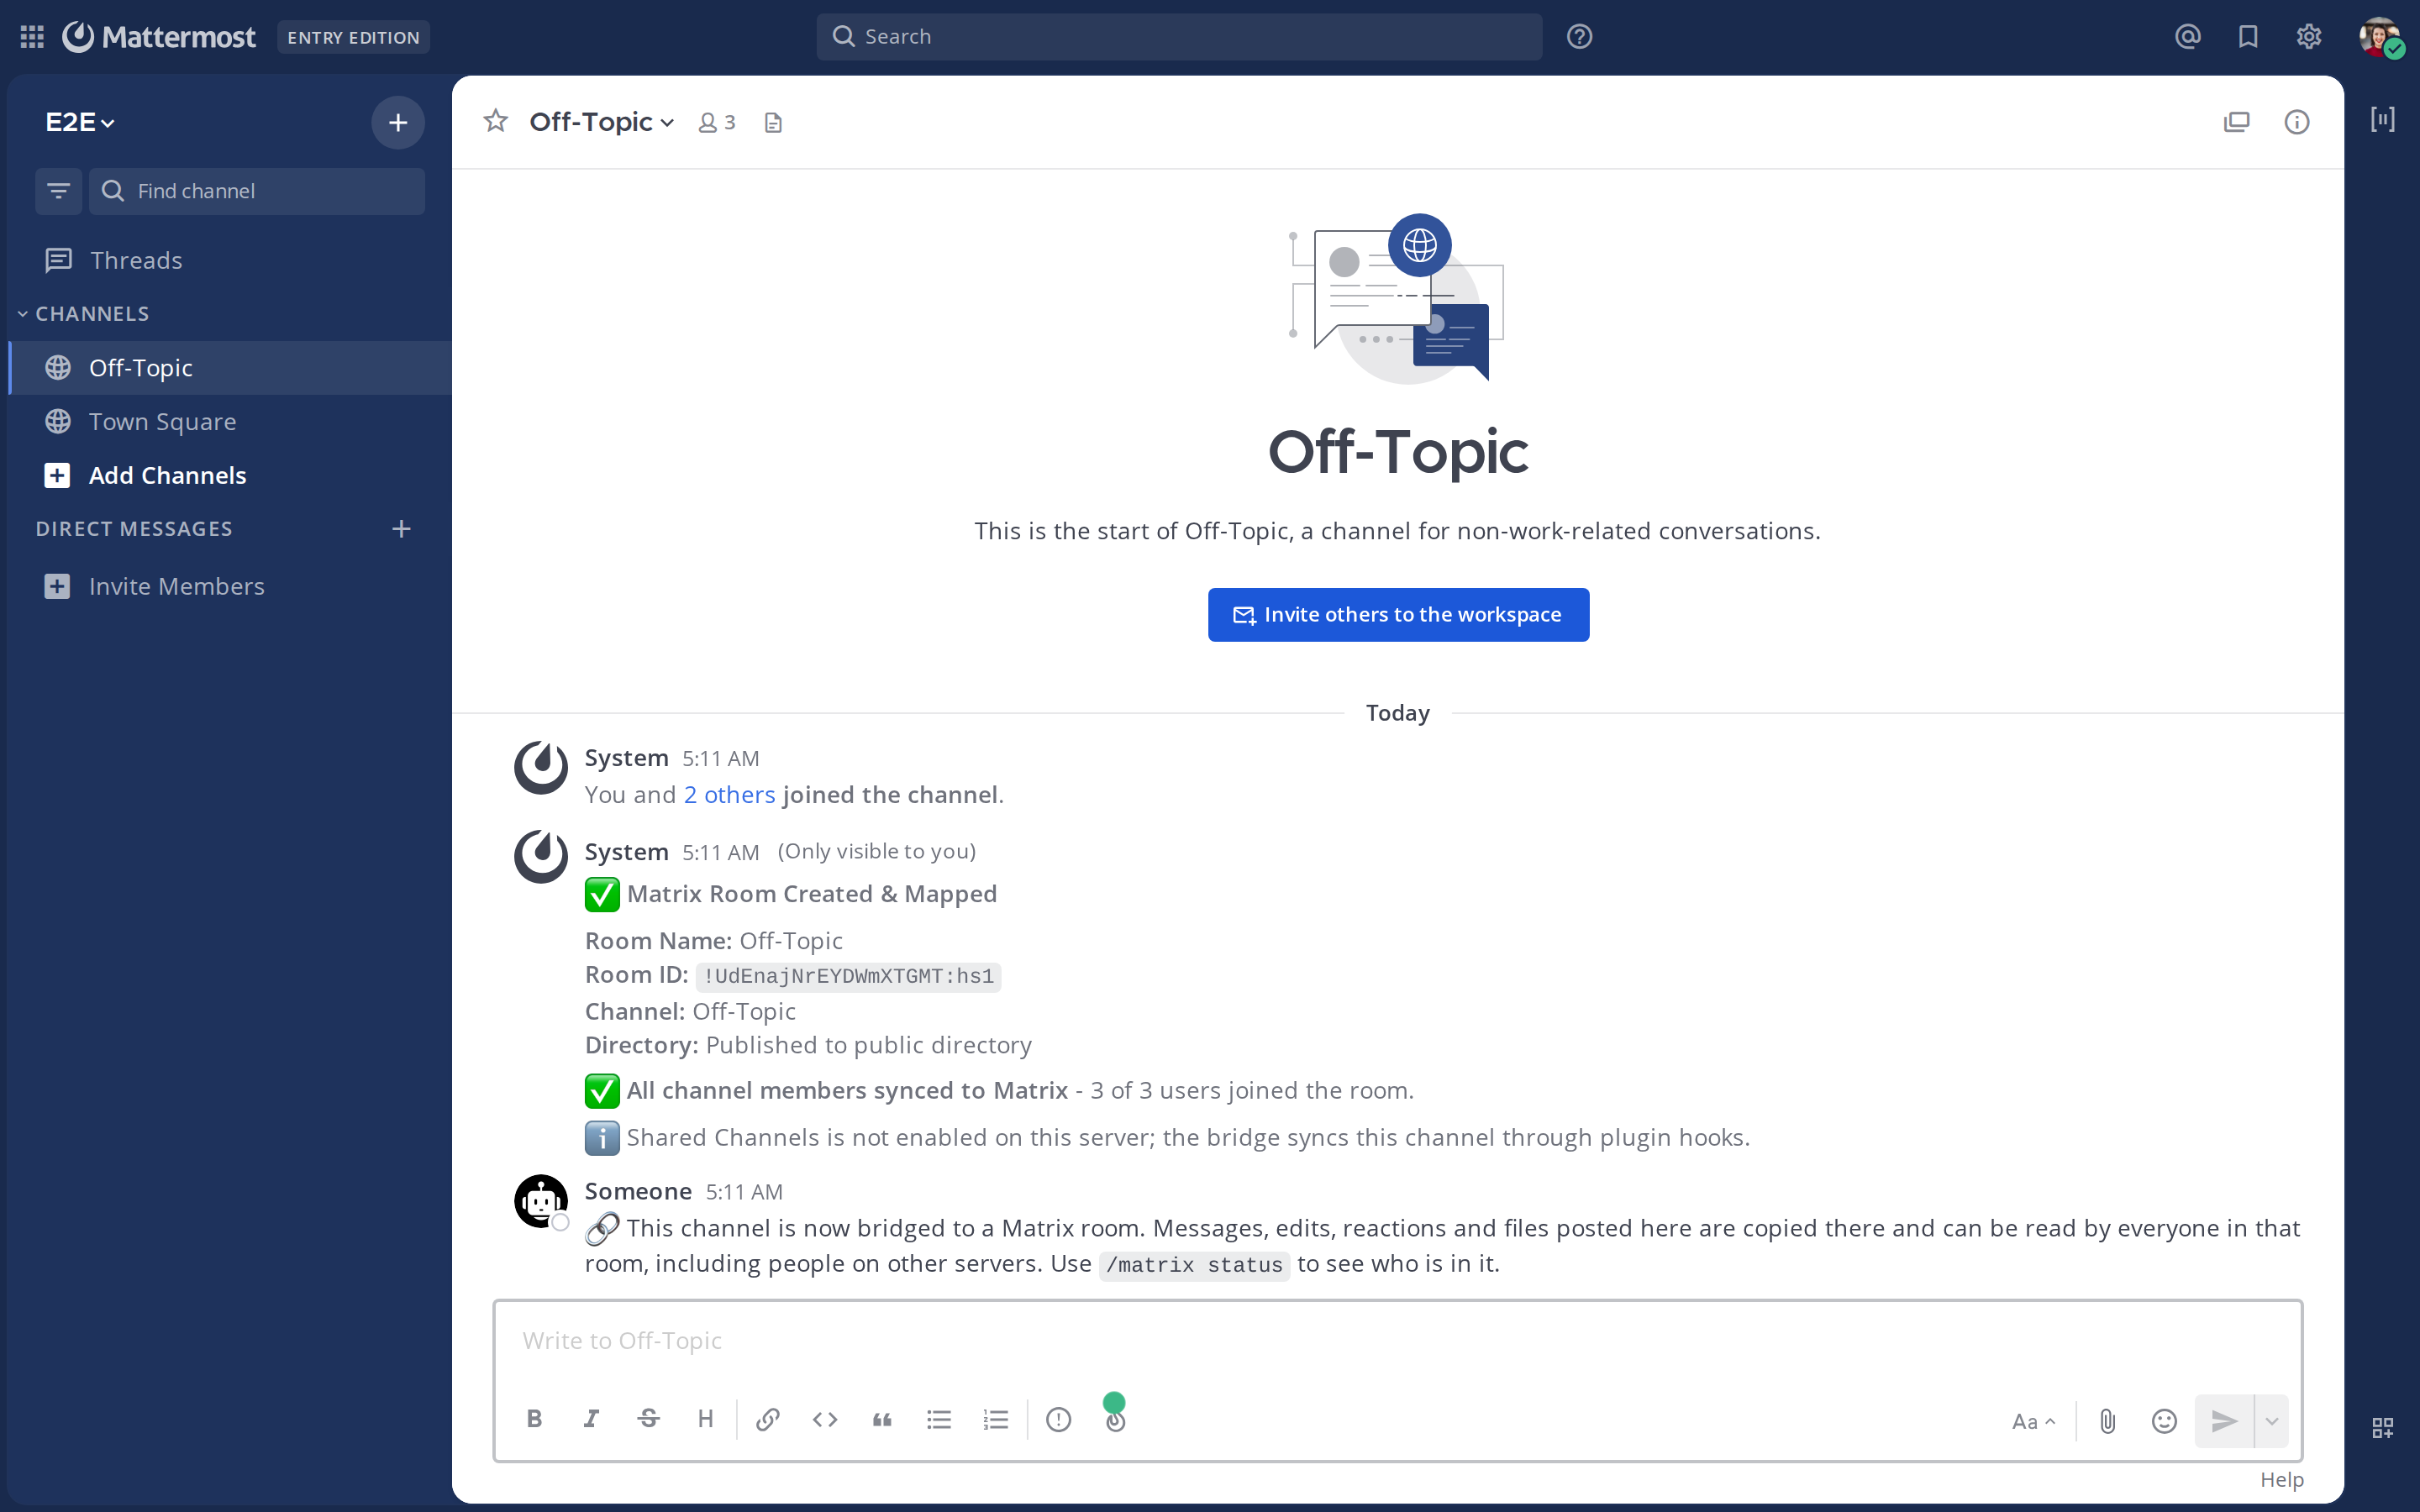 Mattermost ENTRY EDITION
Search
E2E
Find channel
Threads
CHANNELS
Off-Topic
Town Square
Add Channels
DIRECT MESSAGES
Invite Members
Off-Topic 3
Off-Topic
This is the start of Off-Topic, a channel for non-work-related conversations.
Invite others to the workspace
Today
System 5:11 AM
You and 2 others joined the channel.
System 5:11 AM (Only visible to you)
Matrix Room Created & Mapped
Room Name: Off-Topic
Room ID: !UdEnajNrEYDWmXTGMT:hs1
Channel: Off-Topic
Directory: Published to public directory
All channel members synced to Matrix - 3 of 3 users joined the room.
Shared Channels is not enabled on this server; the bridge syncs this channel through plugin hooks.
Someone 5:11 AM
This channel is now bridged to a Matrix room. Messages, edits, reactions and files posted here are copied there and can be read by everyone in that
room, including people on other servers. Use /matrix status to see who is in it.
Write to Off-Topic
B I S H Aa
Help